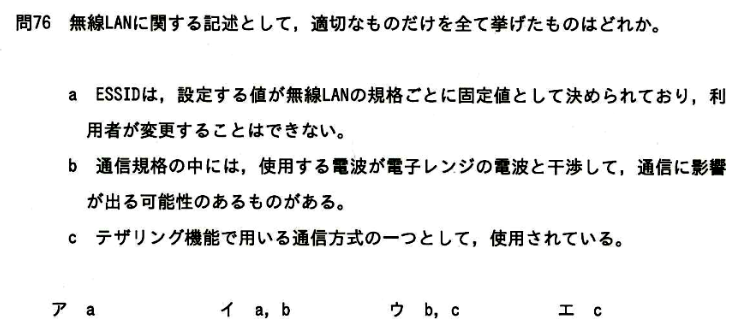 問76 無線LANに関する記述として，適切なものだけを全て挙げたものはどれか。
a ESSIDは，設定する値が無線LANの規格ごとに固定値として決められており，利
用者が変更することはできない。
b 通信規格の中には，使用する電波が電子レンジの電波と干渉して，通信に影響
が出る可能性のあるものがある。
c テザリング機能で用いる通信方式の一つとして，使用されている。
ア a イ a, b ウ b, c エ c